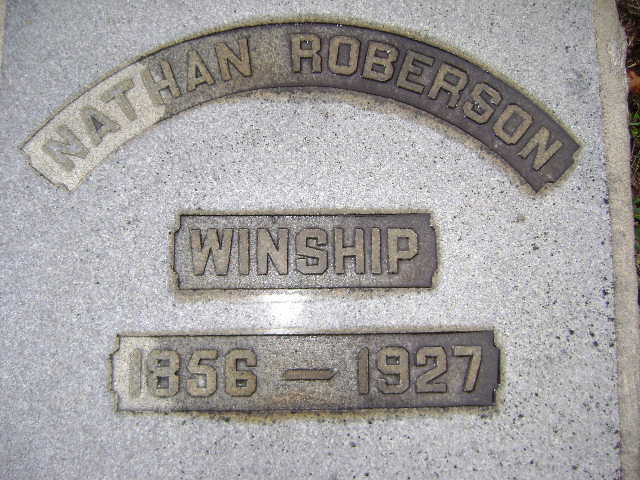 NATHAN ROBERSON
WINSHIP
1856 — 1927